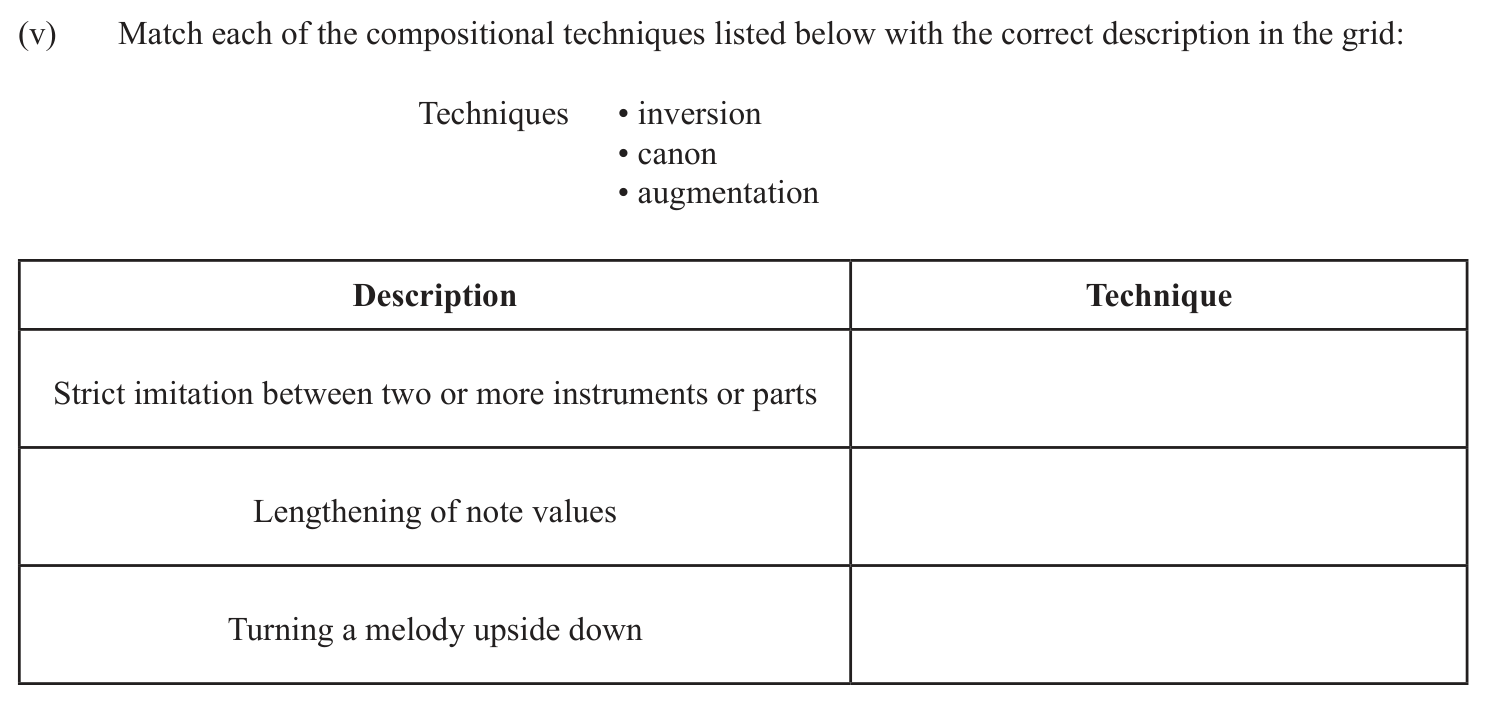 (v) Match each of the compositional techniques listed below with the correct description in the grid:
Techniques • inversion
• canon
• augmentation
Description Technique
Strict imitation between two or more instruments or parts
Lengthening of note values
Turning a melody upside down